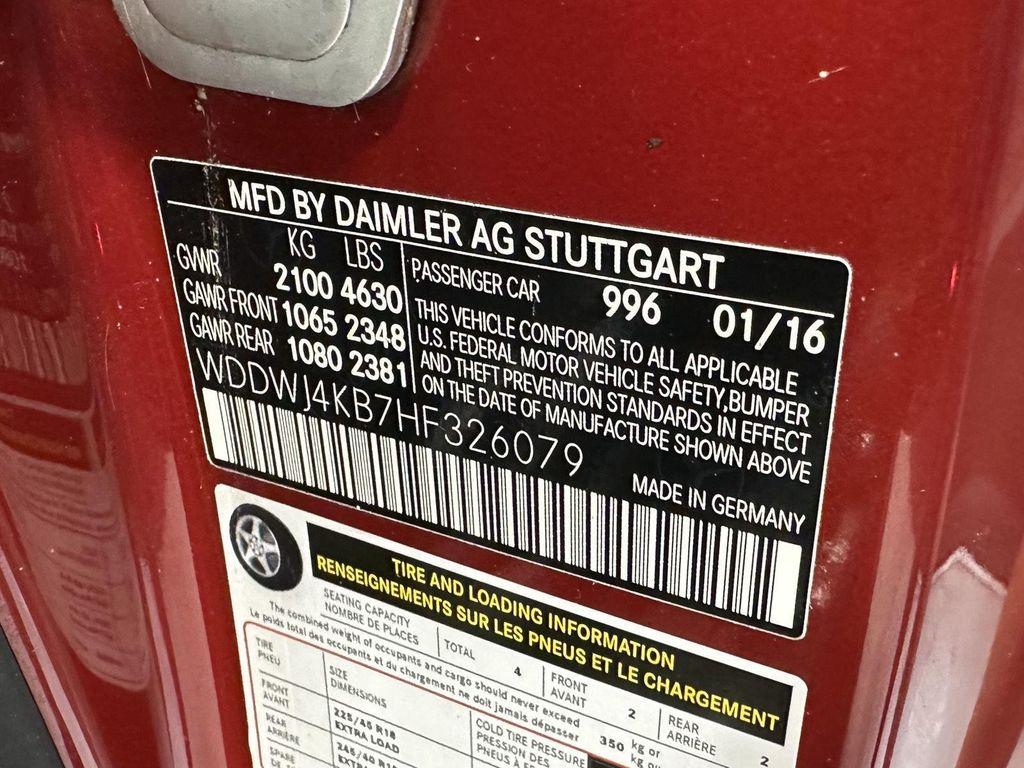 MFD BY DAIMLER AG STUTTGART
KG LBS
GVWR 2100 4630
GAWR FRONT 1065 2348
GAWR REAR 1080 2381
PASSENGER CAR 996 01/16
THIS VEHICLE CONFORMS TO ALL APPLICABLE
U.S. FEDERAL MOTOR VEHICLE SAFETY,BUMPER
AND THEFT PREVENTION STANDARDS IN EFFECT
ON THE DATE OF MANUFACTURE SHOWN ABOVE
WDDWJ4KB7HF326079
MADE IN GERMANY
TIRE AND LOADING INFORMATION
RENSEIGNEMENTS SUR LES PNEUS ET LE CHARGEMENT
SEATING CAPACITY
NOMBRE DE PLACES
TOTAL 4
FRONT
AVANT 2
REAR
ARRIÈRE 2
The combined weight of occupants and cargo should never exceed
Le poids total des occupants et du chargement ne doit jamais dépasser
350 kg or
kg ou
TIRE
PNEU
SIZE
DIMENSIONS
COLD TIRE PRESSURE
PRESSION DES
PNEUS À
FRONT
AVANT
225/45 R18
EXTRA LOAD
REAR
ARRIÈRE
245/40 R18
SPARE
DE